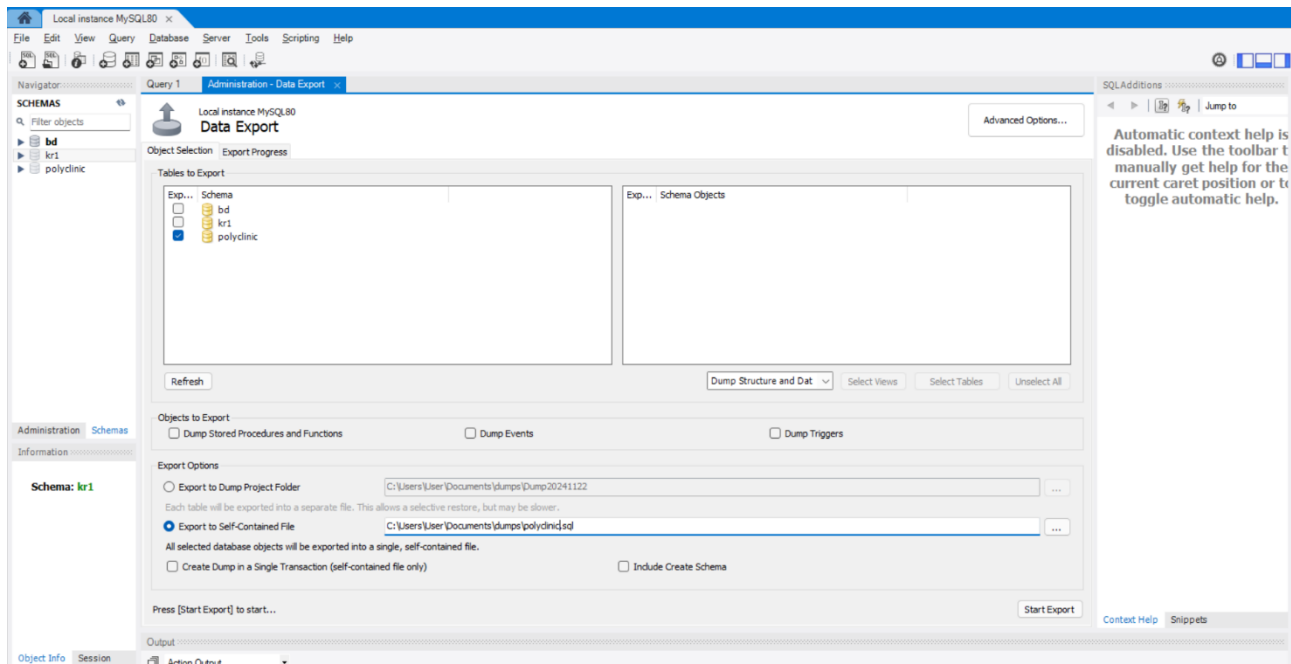 Local instance MySQL80 ×
File Edit View Query Database Server Tools Scripting Help
Navigator
SCHEMAS
Filter objects
bd
kr1
polyclinic
Administration Schemas
Information
Schema: kr1
Object Info Session
Query 1 Administration - Data Export ×
Local instance MySQL80
Data Export
Advanced Options...
Object Selection Export Progress
Tables to Export
Exp... Schema
bd
kr1
polyclinic
Exp... Schema Objects
Refresh
Dump Structure and Dat
Select Views
Select Tables
Unselect All
Objects to Export
Dump Stored Procedures and Functions
Dump Events
Dump Triggers
Export Options
Export to Dump Project Folder
C:\Users\User\Documents\dumps\Dump20241122
...
Each table will be exported into a separate file. This allows a selective restore, but may be slower.
Export to Self-Contained File
C:\Users\User\Documents\dumps\polyclinic.sql
...
All selected database objects will be exported into a single, self-contained file.
Create Dump in a Single Transaction (self-contained file only)
Include Create Schema
Press [Start Export] to start...
Start Export
Output
Action Output
SQLAdditions
Jump to
Automatic context help is
disabled. Use the toolbar t
manually get help for the
current caret position or to
toggle automatic help.
Context Help Snippets